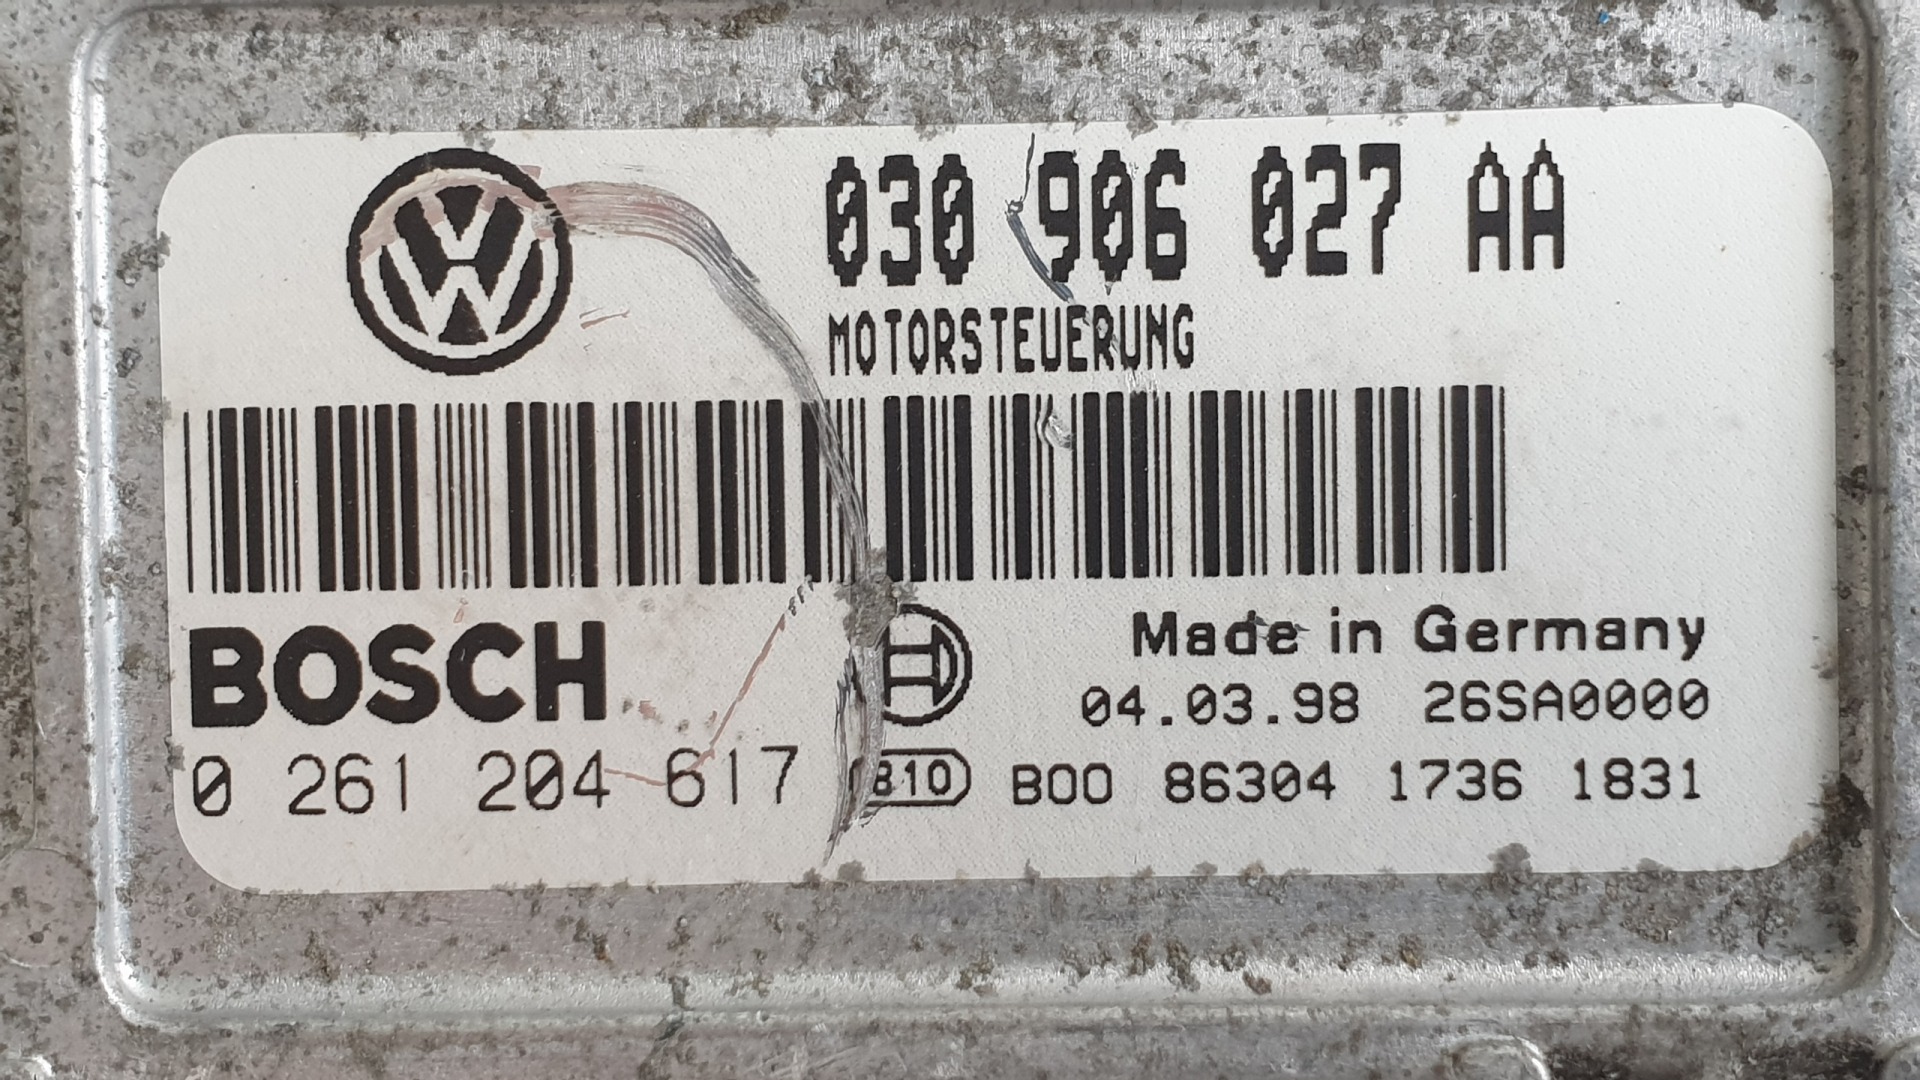 030 906 027 AA
MOTORSTEUERUNG
BOSCH
Made in Germany
04.03.98 26SA0000
0 261 204 617 810 B00 86304 1736 1831